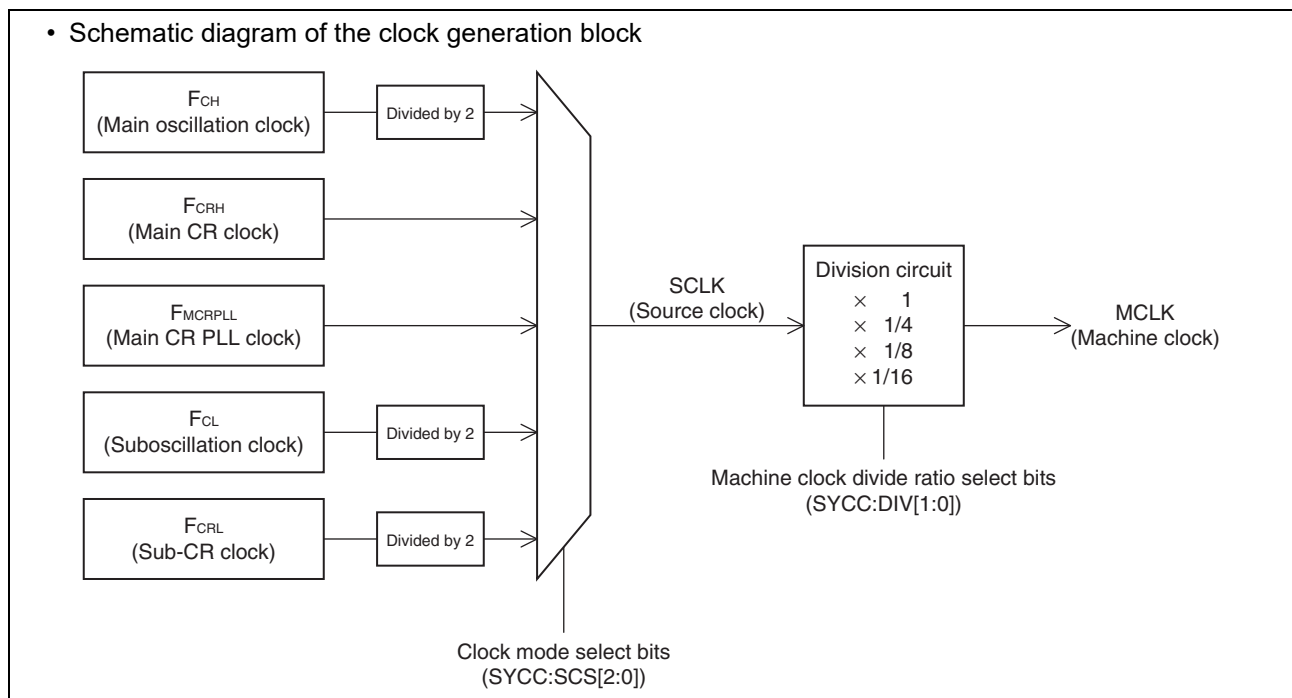 • Schematic diagram of the clock generation block
FCH
(Main oscillation clock)
Divided by 2
FCRH
(Main CR clock)
FMCRPLL
(Main CR PLL clock)
FCL
(Suboscillation clock)
Divided by 2
FCRL
(Sub-CR clock)
Divided by 2
Clock mode select bits
(SYCC:SCS[2:0])
SCLK
(Source clock)
Division circuit
× 1
× 1/4
× 1/8
× 1/16
Machine clock divide ratio select bits
(SYCC:DIV[1:0])
MCLK
(Machine clock)